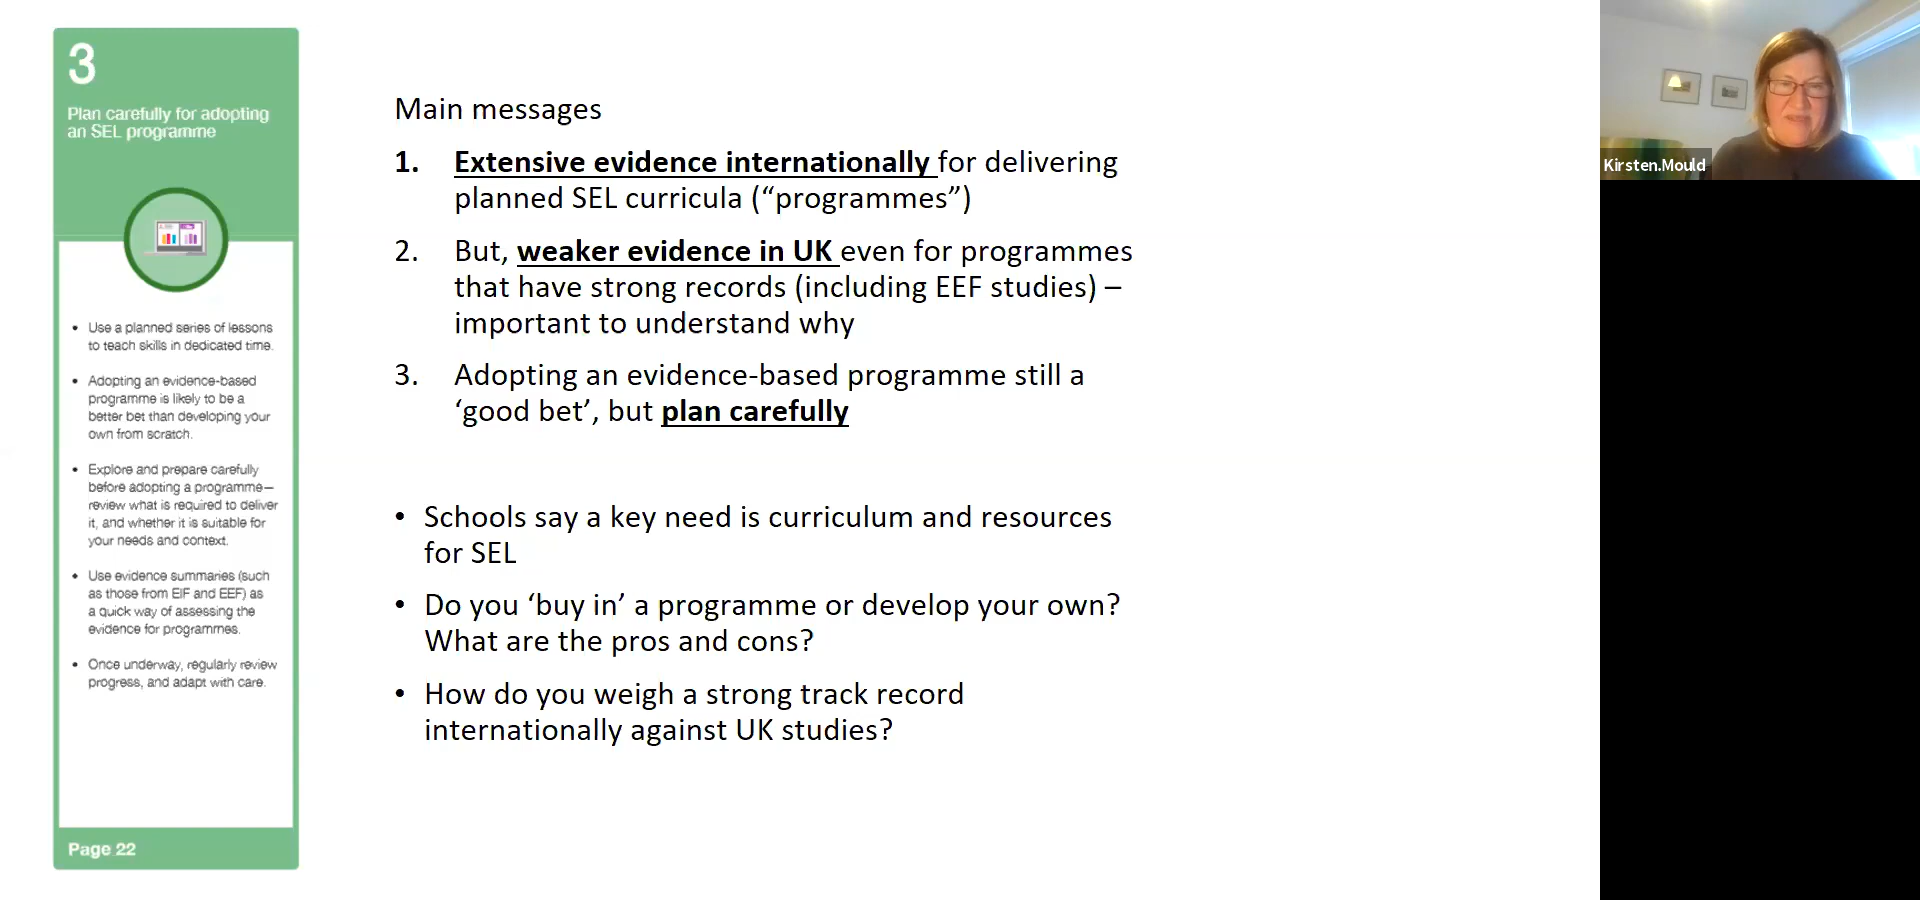 3
Plan carefully for adopting
an SEL programme
• Use a planned series of lessons
to teach skills in dedicated time.
• Adopting an evidence-based
programme is likely to be a
better bet than developing your
own from scratch.
• Explore and prepare carefully
before adopting a programme—
review what is required to deliver
it, and whether it is suitable for
your needs and context.
• Use evidence summaries (such
as those from EIF and EEF) as
a quick way of assessing the
evidence for programmes.
• Once underway, regularly review
progress, and adapt with care.
Page 22
Main messages
1. Extensive evidence internationally for delivering
planned SEL curricula (“programmes”)
2. But, weaker evidence in UK even for programmes
that have strong records (including EEF studies) –
important to understand why
3. Adopting an evidence-based programme still a
‘good bet’, but plan carefully
• Schools say a key need is curriculum and resources
for SEL
• Do you ‘buy in’ a programme or develop your own?
What are the pros and cons?
• How do you weigh a strong track record
internationally against UK studies?
Kirsten.Mould